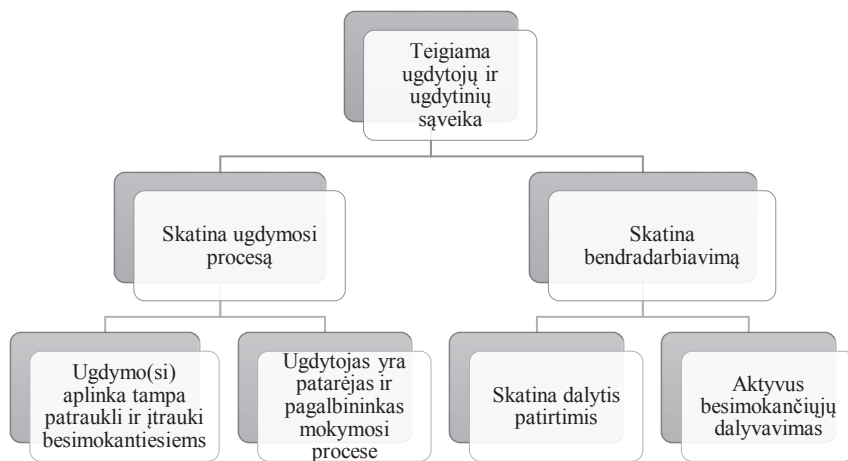 Teigiama
ugdytojų ir
ugdytinių
sąveika
Skatina ugdymosi
procesą
Skatina
bendradarbiavimą
Ugdymo(si)
aplinka tampa
patraukli ir įtrauki
besimokantiesiems
Ugdytojas yra
patarėjas ir
pagalbininkas
mokymosi
procese
Skatina dalytis
patirtimis
Aktyvus
besimokančiųjų
dalyvavimas